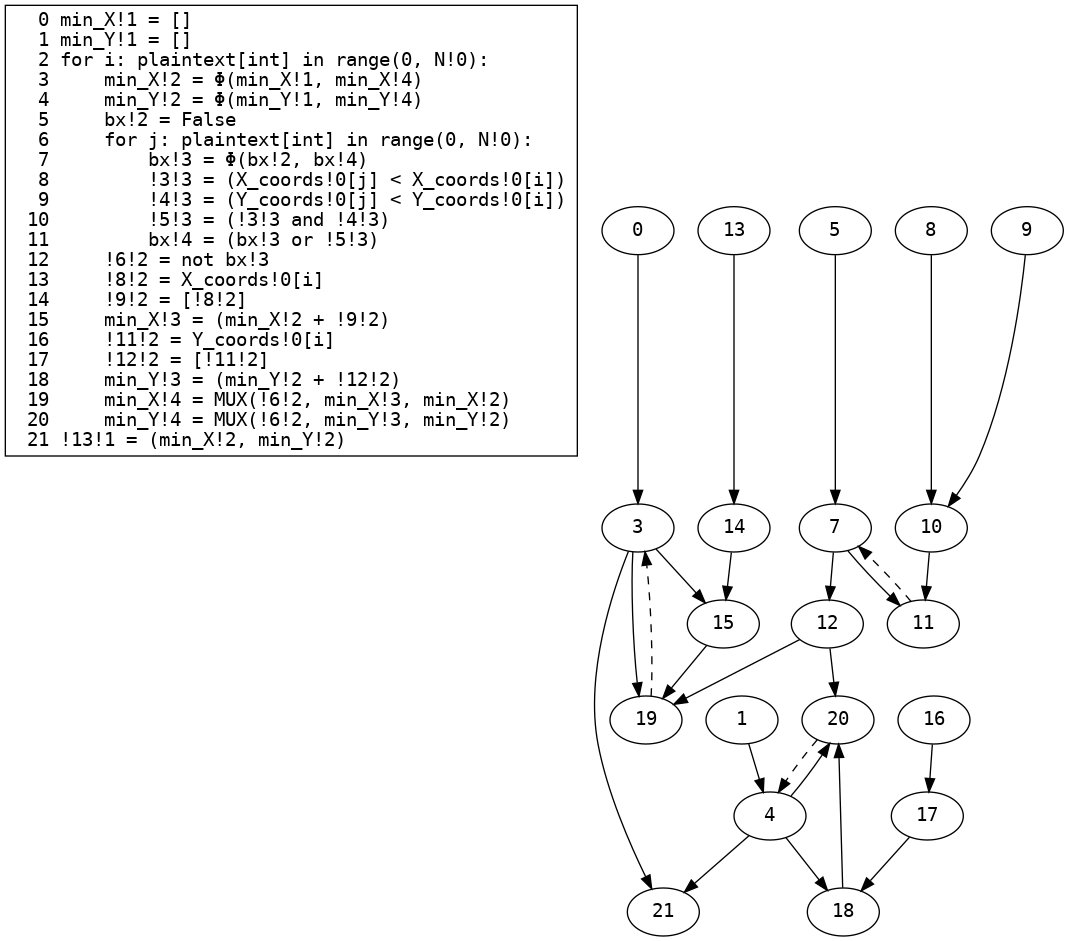 0 min_X!1 = []
1 min_Y!1 = []
2 for i: plaintext[int] in range(0, N!0):
3     min_X!2 = Φ(min_X!1, min_X!4)
4     min_Y!2 = Φ(min_Y!1, min_Y!4)
5     bx!2 = False
6     for j: plaintext[int] in range(0, N!0):
7         bx!3 = Φ(bx!2, bx!4)
8         !3!3 = (X_coords!0[j] < X_coords!0[i])
9         !4!3 = (Y_coords!0[j] < Y_coords!0[i])
10         !5!3 = (!3!3 and !4!3)
11         bx!4 = (bx!3 or !5!3)
12     !6!2 = not bx!3
13     !8!2 = X_coords!0[i]
14     !9!2 = [!8!2]
15     min_X!3 = (min_X!2 + !9!2)
16     !11!2 = Y_coords!0[i]
17     !12!2 = [!11!2]
18     min_Y!3 = (min_Y!2 + !12!2)
19     min_X!4 = MUX(!6!2, min_X!3, min_X!2)
20     min_Y!4 = MUX(!6!2, min_Y!3, min_Y!2)
21 !13!1 = (min_X!2, min_Y!2)
0 13 5 8 9
3 14 7 10
15 12 11
19 1 20 16
4 17
21 18